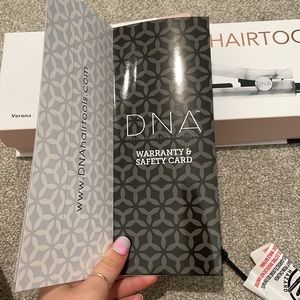 HAIRTOO
Verona
www.DNAhairtools.com
DNA
WARRANTY &
SAFETY CARD